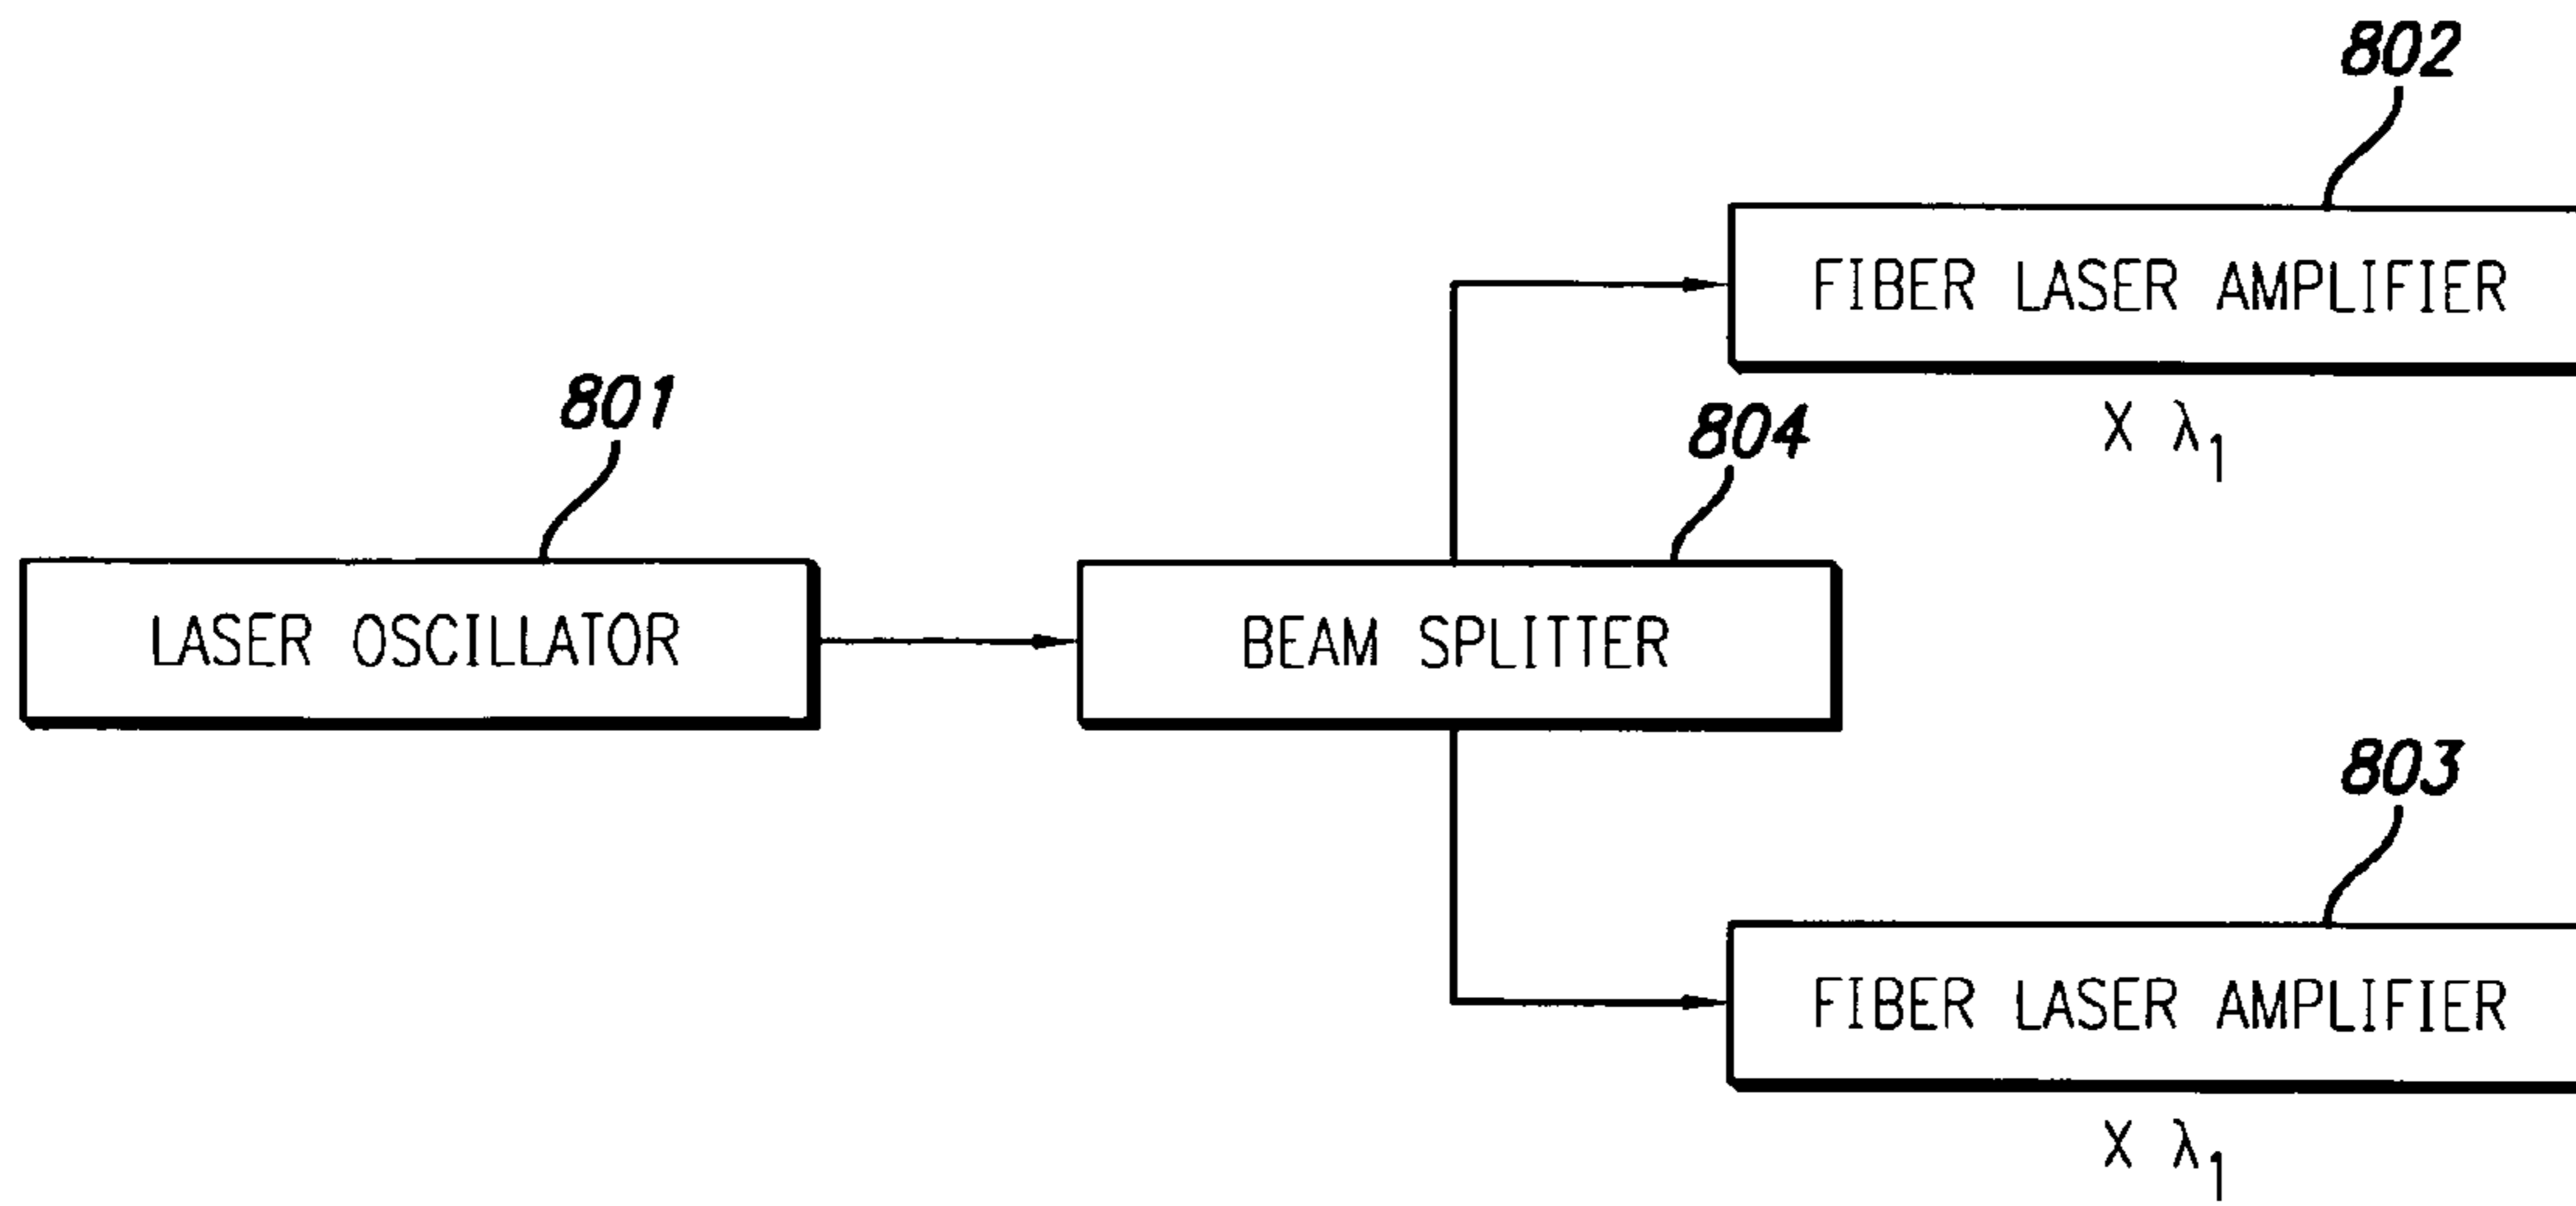 802
FIBER LASER AMPLIFIER
X λ1
801
804
LASER OSCILLATOR
BEAM SPLITTER
803
FIBER LASER AMPLIFIER
X λ1